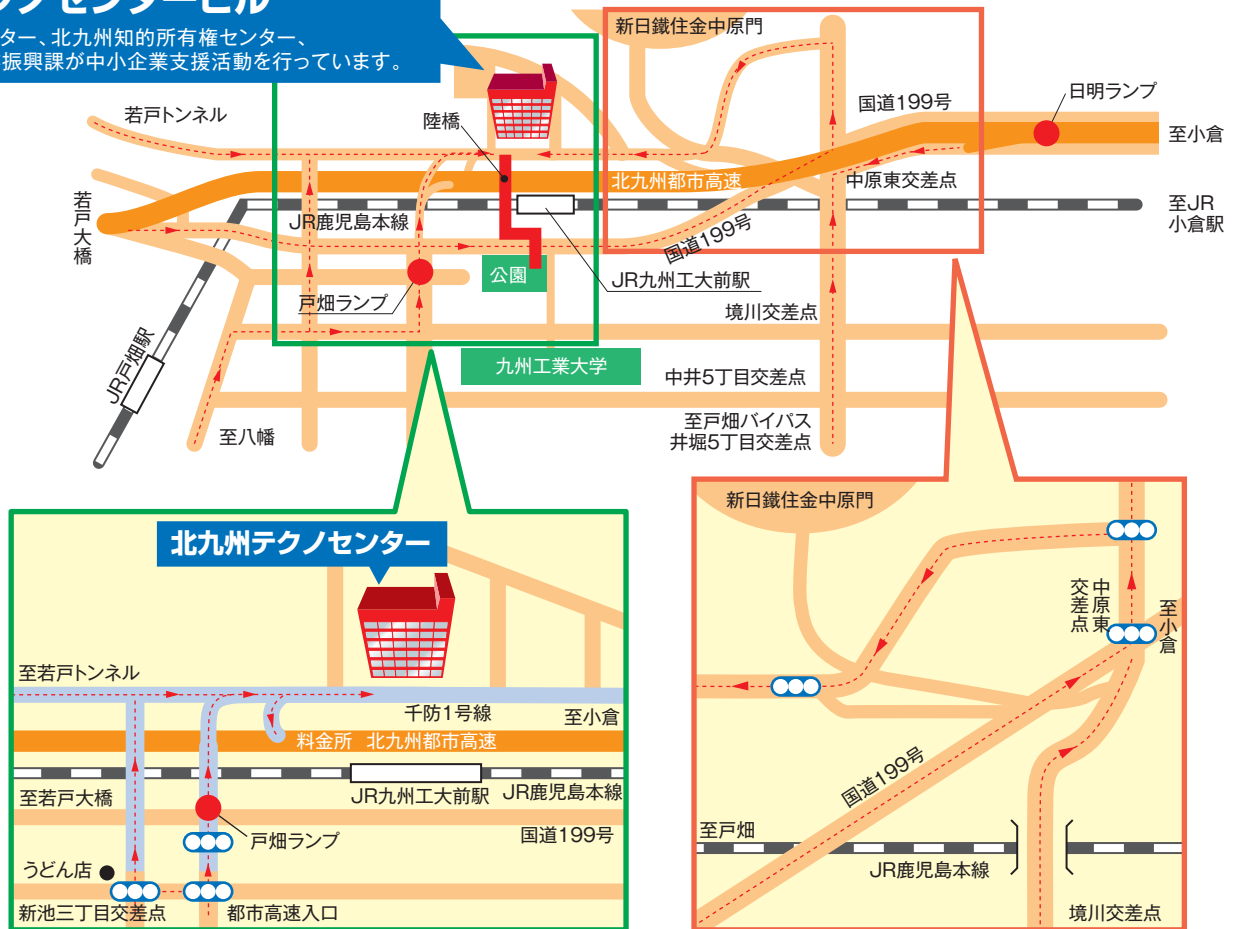 ノセンタービル
ター、北九州知的所有権センター、
振興課が中小企業支援活動を行っています。
新日鐵住金中原門
日明ランプ
国道199号
若戸トンネル
陸橋
至小倉
北九州都市高速
中原東交差点
若戸大橋
JR鹿児島本線
国道199号
至JR
小倉駅
公園
JR九州工大前駅
戸畑ランプ
境川交差点
JR戸畑駅
九州工業大学
中井5丁目交差点
至八幡
至戸畑バイパス
井堀5丁目交差点
北九州テクノセンター
至若戸トンネル
千防1号線
至小倉
料金所 北九州都市高速
至若戸大橋
JR九州工大前駅
JR鹿児島本線
戸畑ランプ
国道199号
うどん店
新池三丁目交差点
都市高速入口
新日鐵住金中原門
中原東
交差点
至小倉
国道199号
至戸畑
JR鹿児島本線
境川交差点